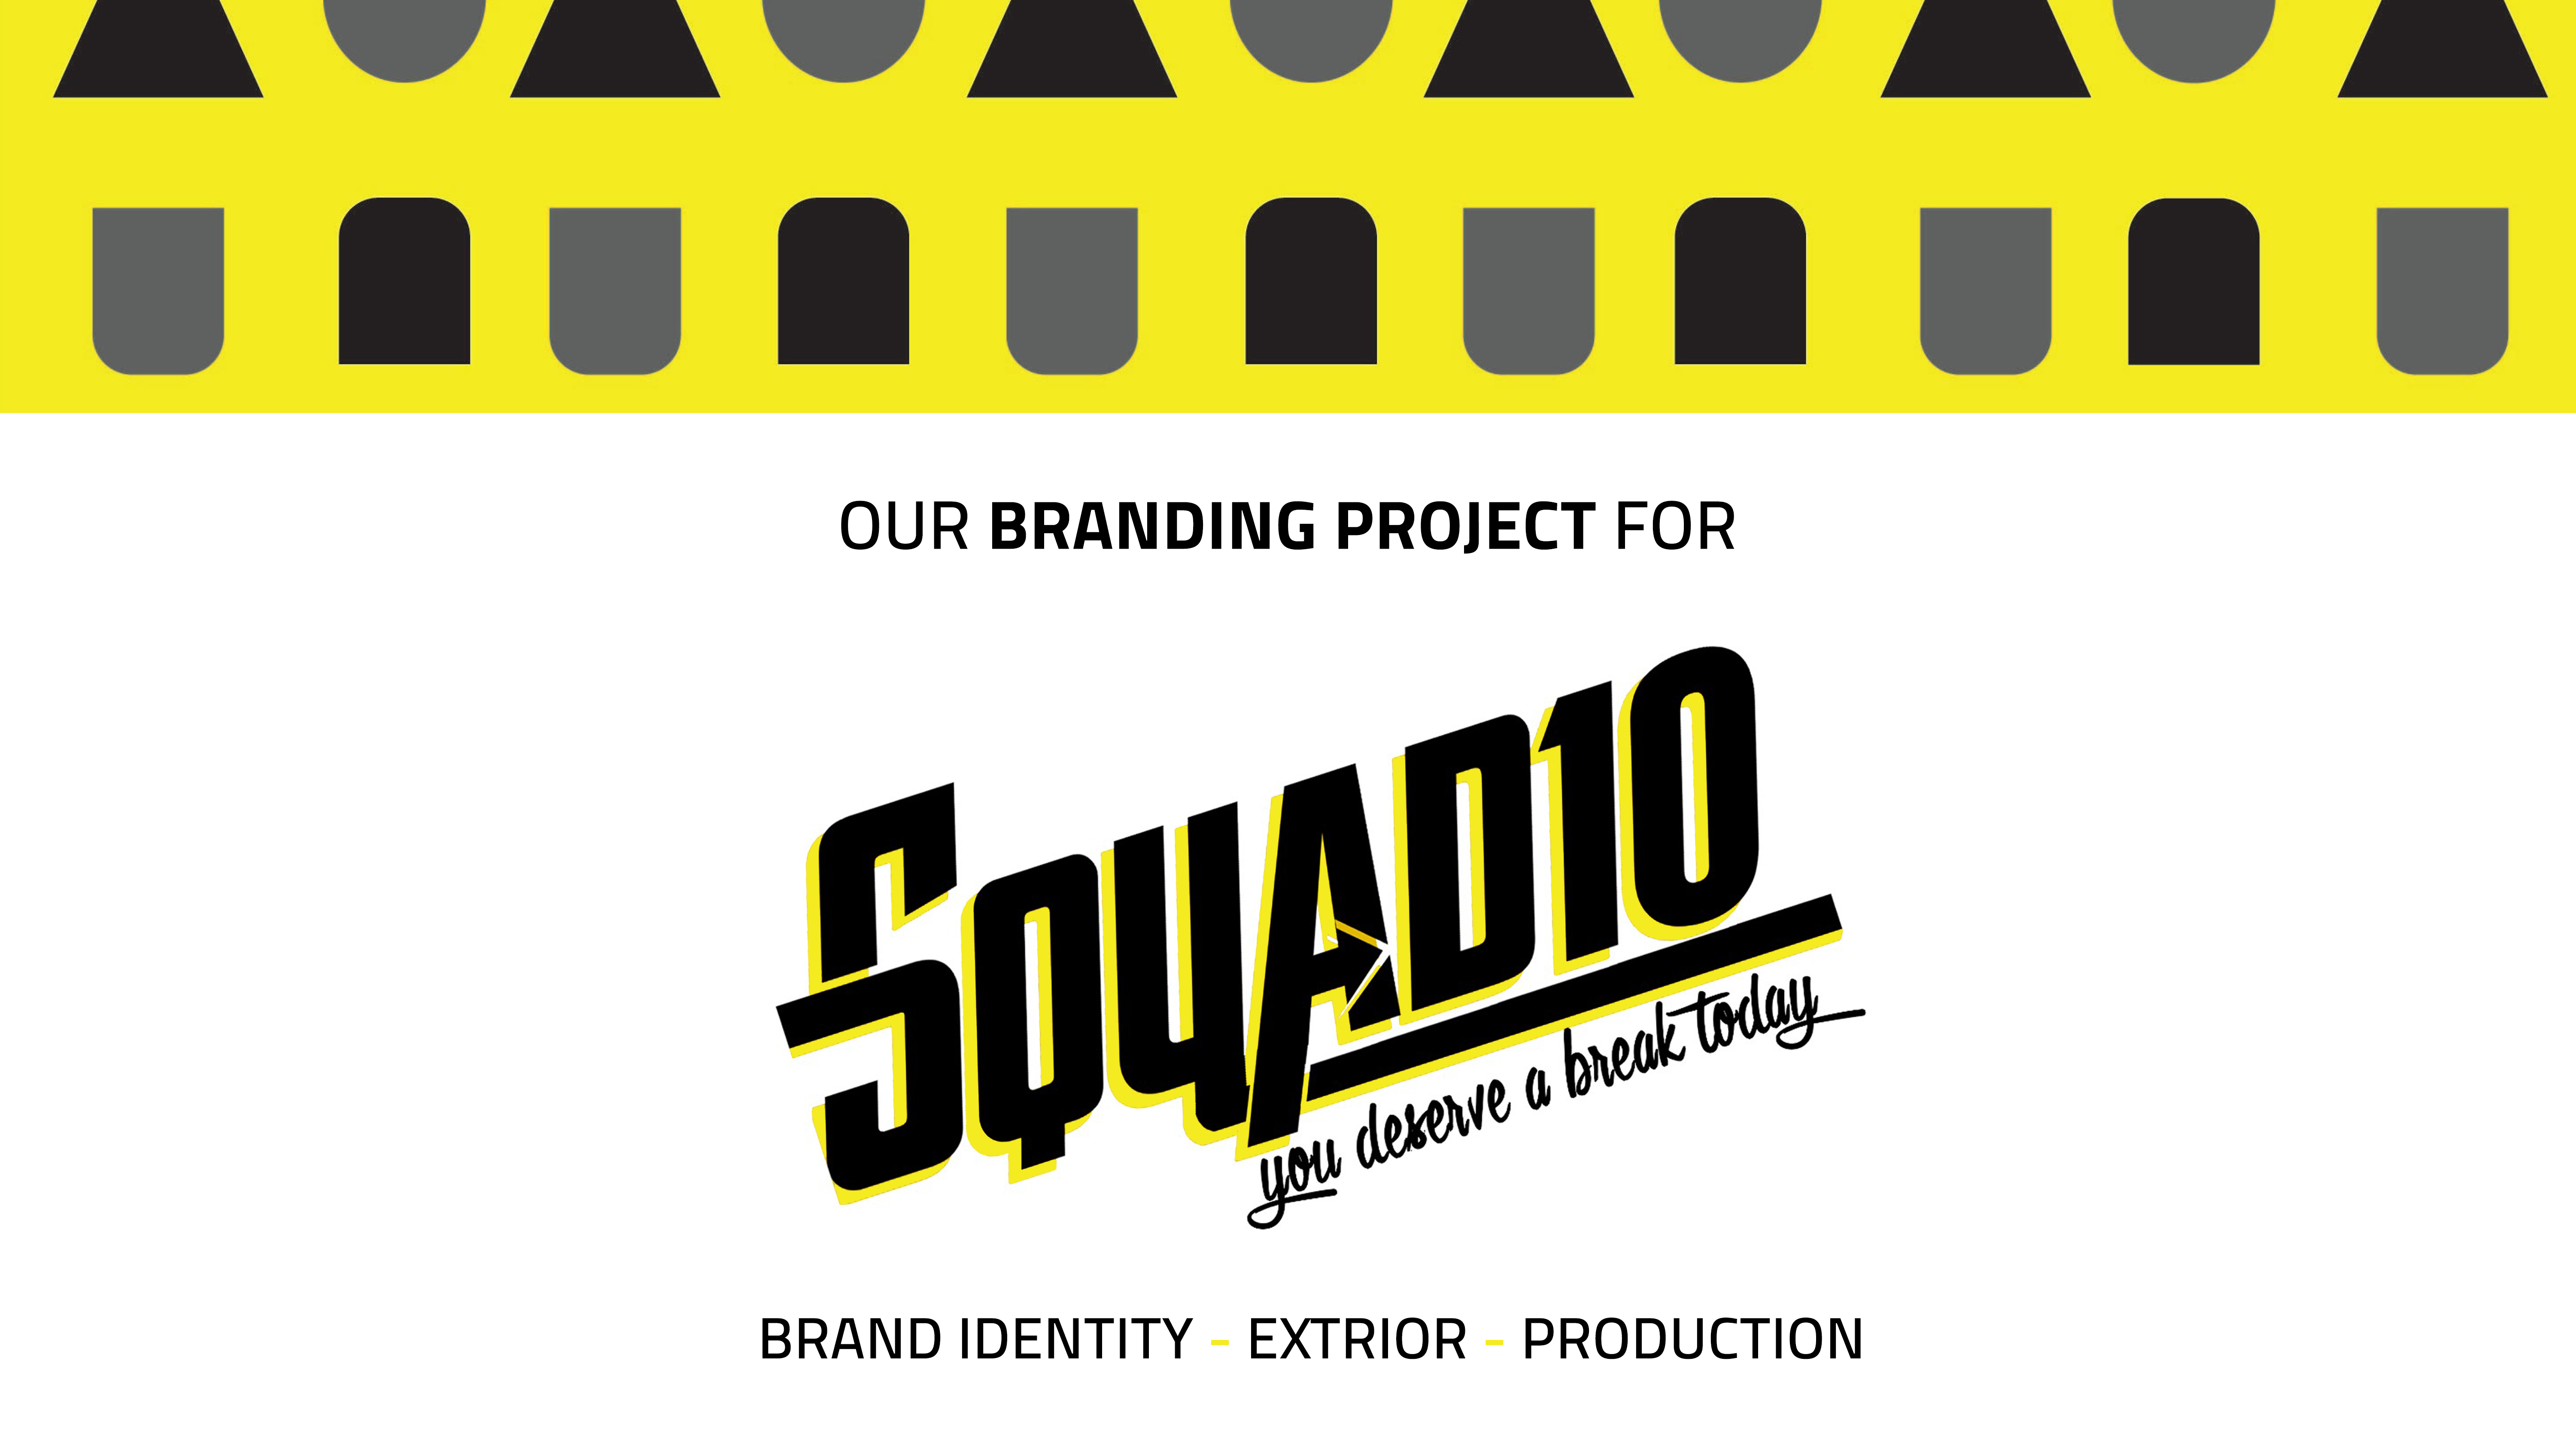 OUR BRANDING PROJECT FOR
SqUAD10
you deserve a break today
BRAND IDENTITY - EXTRIOR - PRODUCTION